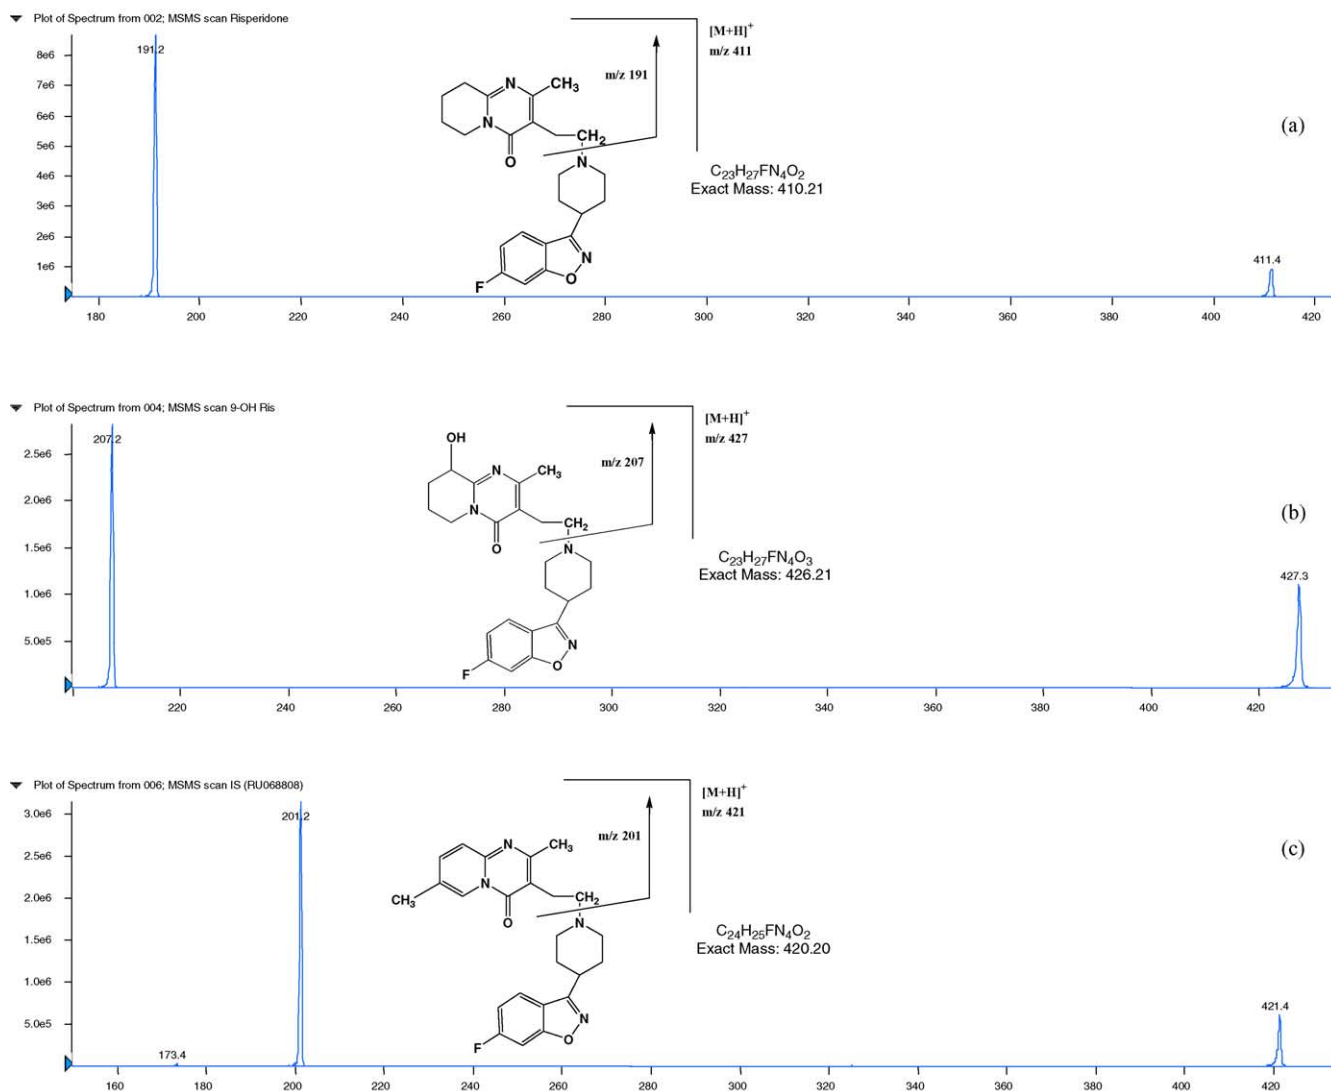 Plot of Spectrum from 002; MSMS scan Risperidone
[M+H]+
m/z 411
8e6
7e6
6e6
5e6
4e6
3e6
2e6
1e6
191.2
m/z 191
N
CH3
N
O
CH2
N
N
O
F
C23H27FN4O2
Exact Mass: 410.21
(a)
411.4
180 200 220 240 260 280 300 320 340 360 380 400 420
Plot of Spectrum from 004; MSMS scan 9-OH Ris
[M+H]+
m/z 427
2.5e6
2.0e6
1.5e6
1.0e6
5.0e5
207.2
m/z 207
OH
N
CH3
N
O
CH2
N
N
O
F
C23H27FN4O3
Exact Mass: 426.21
(b)
427.3
220 240 260 280 300 320 340 360 380 400 420
Plot of Spectrum from 006; MSMS scan IS (RU068808)
[M+H]+
m/z 421
3.0e6
2.5e6
2.0e6
1.5e6
1.0e6
5.0e5
201.2
m/z 201
N
CH3
N
CH3
O
CH2
N
N
O
F
C24H25FN4O2
Exact Mass: 420.20
(c)
173.4
421.4
160 180 200 220 240 260 280 300 320 340 360 380 400 420